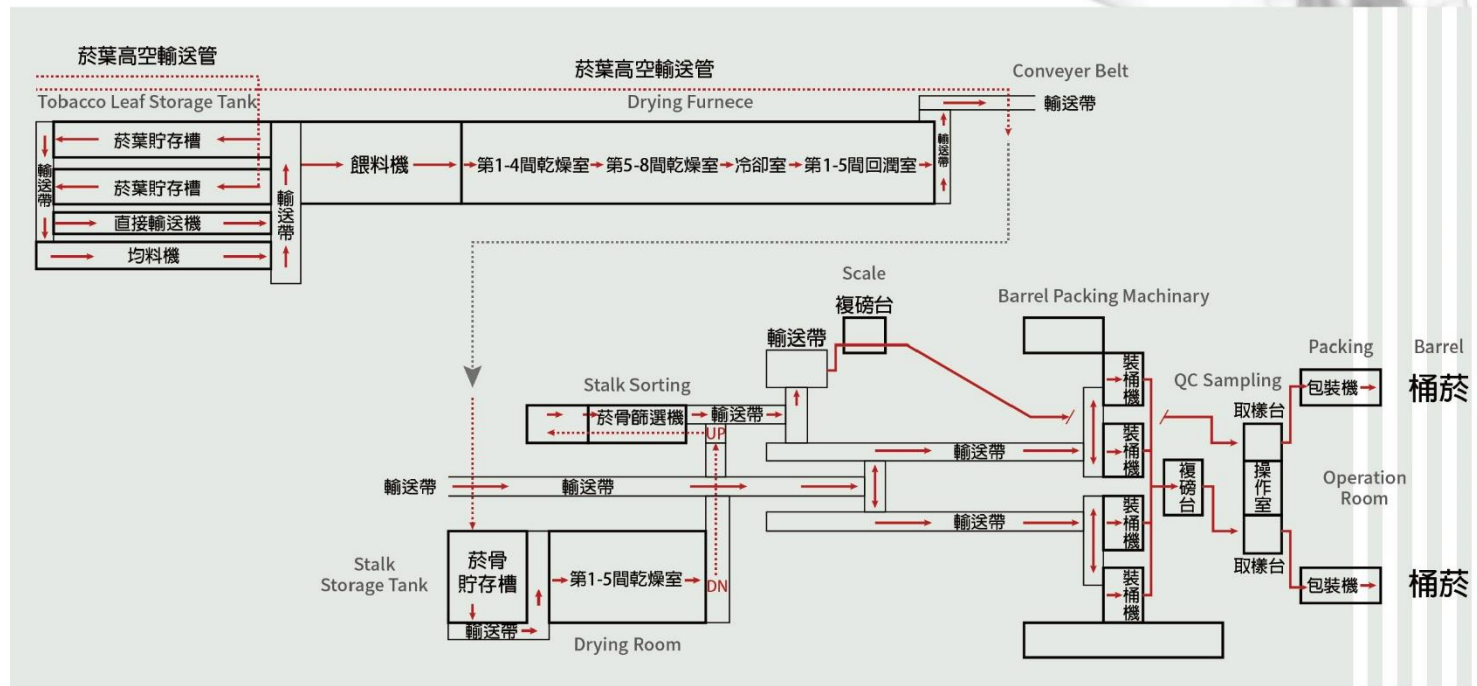 菸葉高空輸送管
菸葉高空輸送管
Conveyer Belt
輸送帶
Tobacco Leaf Storage Tank
Drying Furnece
菸葉貯存槽
輸送帶
菸葉貯存槽
直接輸送機
均料機
輸送帶
餵料機
第1-4間乾燥室
第5-8間乾燥室
冷卻室
第1-5間回潤室
輸送帶
Scale
複磅台
輸送帶
Barrel Packing Machinary
Stalk Sorting
菸骨篩選機
輸送帶
UP
輸送帶
輸送帶
輸送帶
輸送帶
Stalk
Storage Tank
菸骨
貯存槽
輸送帶
第1-5間乾燥室
DN
Drying Room
裝桶機
裝桶機
裝桶機
裝桶機
複磅台
QC Sampling
取樣台
操作室
取樣台
Packing
包裝機
包裝機
Barrel
桶菸
Operation
Room
桶菸